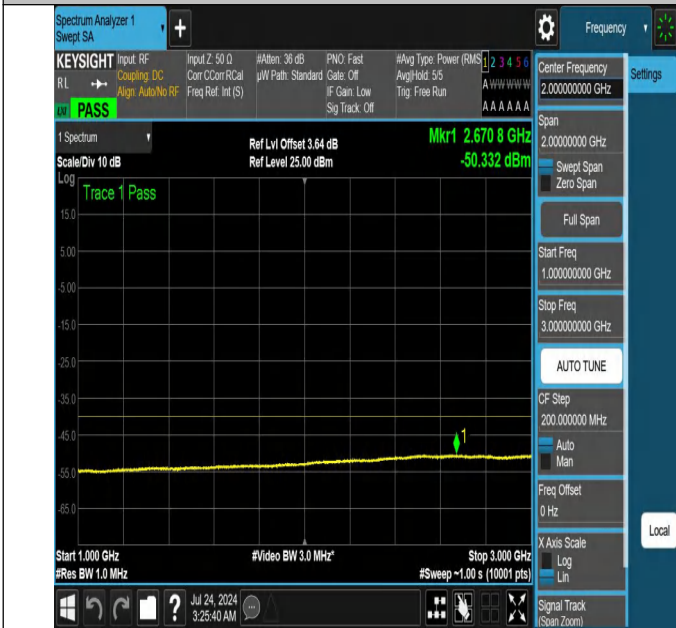 Spectrum Analyzer 1
Swept SA
+
Frequency
KEYSIGHT
RL
PASS
Input: RF
Coupling: DC
Align: Auto/No RF
Input Z: 50 Ω
Corr CCorr RCal
Freq Ref: Int (S)
#Atten: 36 dB
µW Path: Standard
PNO: Fast
Gate: Off
IF Gain: Low
Sig Track: Off
#Avg Type: Power (RMS
Avg|Hold: 5/5
Trig: Free Run
1 2 3 4 5 6
A W W W W W
A A A A A A
1 Spectrum
Scale/Div 10 dB
Log
Ref Lvl Offset 3.64 dB
Ref Level 25.00 dBm
Mkr1 2.670 8 GHz
-50.332 dBm
Trace 1 Pass
15.0
5.00
-5.00
-15.0
-25.0
-35.0
-45.0
-55.0
-65.0
1
Start 1.000 GHz
#Res BW 1.0 MHz
#Video BW 3.0 MHz*
Stop 3.000 GHz
#Sweep ~1.00 s (10001 pts)
Center Frequency
2.000000000 GHz
Span
2.00000000 GHz
Swept Span
Zero Span
Full Span
Start Freq
1.000000000 GHz
Stop Freq
3.000000000 GHz
AUTO TUNE
CF Step
200.000000 MHz
Auto
Man
Freq Offset
0 Hz
X Axis Scale
Log
Lin
Signal Track
(Span Zoom)
Settings
Local
?
Jul 24, 2024
3:25:40 AM